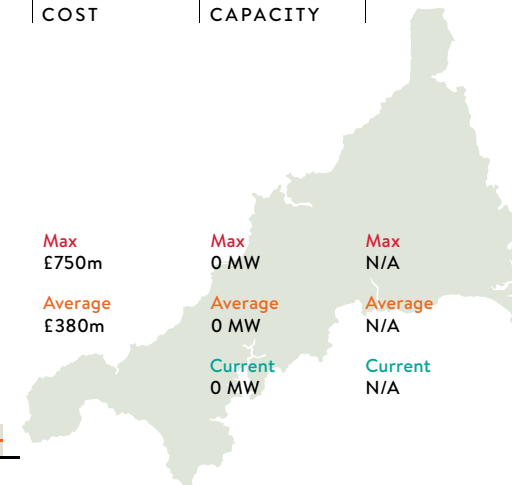 COST CAPACITY
Max Max Max
£750m 0 MW N/A
Average Average Average
£380m 0 MW N/A
Current Current
0 MW N/A